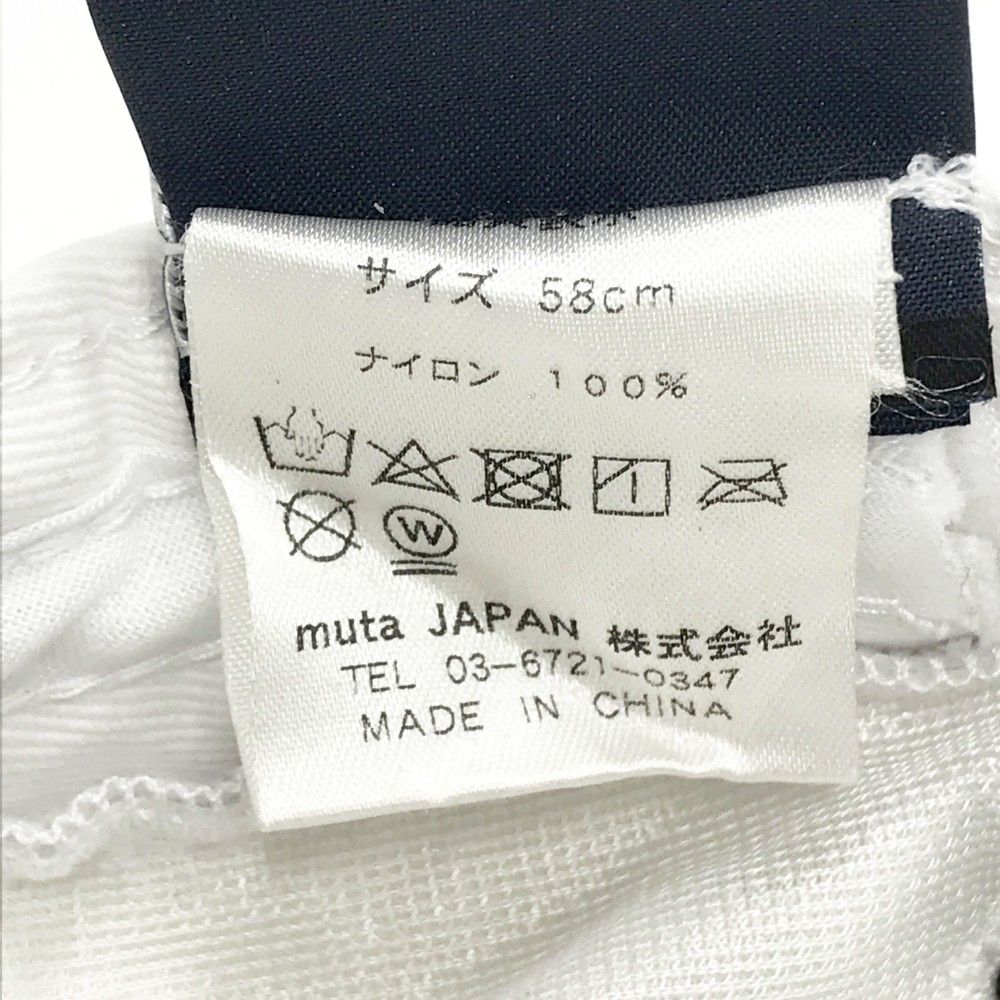 サイズ 58cm
ナイロン 100%
W
muta JAPAN 株式会社
TEL 03-6721-0347
MADE IN CHINA